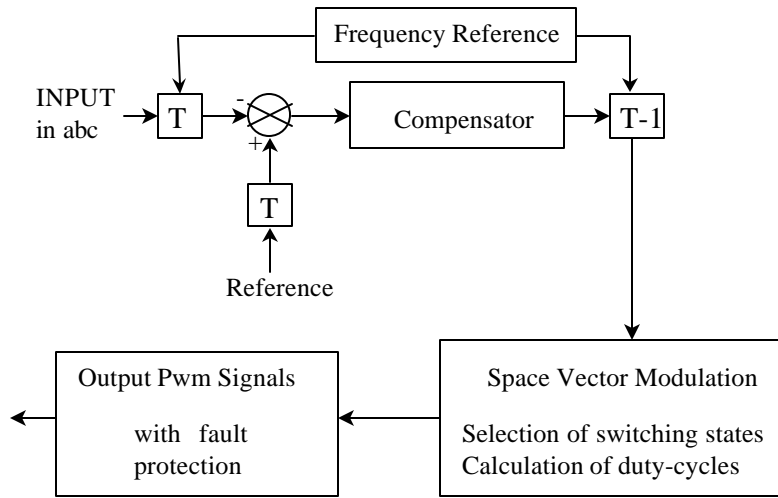 Frequency Reference
INPUT
in abc
T
-
Compensator
T-1
+
T
Reference
Output Pwm Signals
with fault
protection
Space Vector Modulation
Selection of switching states
Calculation of duty-cycles